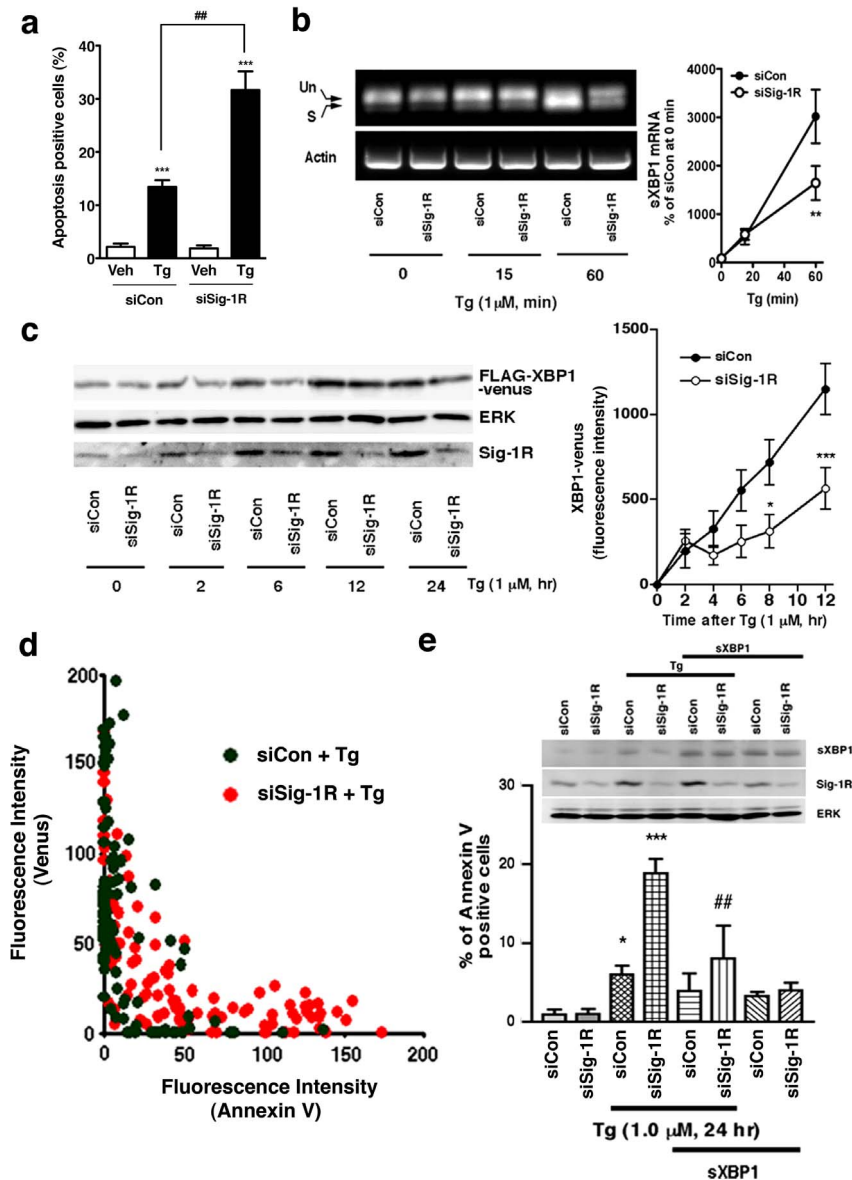 a
##
***
***
Apoptosis positive cells (%)
40
30
20
10
0
Veh Tg Veh Tg
siCon siSig-1R
b
Un
S
Actin
siCon siSig-1R siCon siSig-1R siCon siSig-1R
0 15 60
Tg (1μM, min)
sXBP1 mRNA
% of siCon at 0 min
4000
3000
2000
1000
0
siCon
siSig-1R
**
0 15 30 45 60
Tg (min)
c
FLAG-XBP1
-venus
ERK
Sig-1R
siCon siSig-1R siCon siSig-1R siCon siSig-1R siCon siSig-1R siCon siSig-1R
0 2 6 12 24 Tg (1 μM, hr)
XBP1-venus
(fluorescence intensity)
1500
1000
500
0
siCon
siSig-1R
*
***
0 2 4 6 8 10 12
Time after Tg (1 μM, hr)
d
Fluorescence Intensity
(Venus)
200
150
100
50
0
siCon + Tg
siSig-1R + Tg
0 50 100 150 200
Fluorescence Intensity
(Annexin V)
e
sXBP1
Tg
siCon siSig-1R siCon siSig-1R siCon siSig-1R siCon siSig-1R
sXBP1
Sig-1R
ERK
% of Annexin V
positive cells
30
20
10
0
*
***
##
siCon siSig-1R siCon siSig-1R siCon siSig-1R siCon siSig-1R
Tg (1.0 μM, 24 hr)
sXBP1